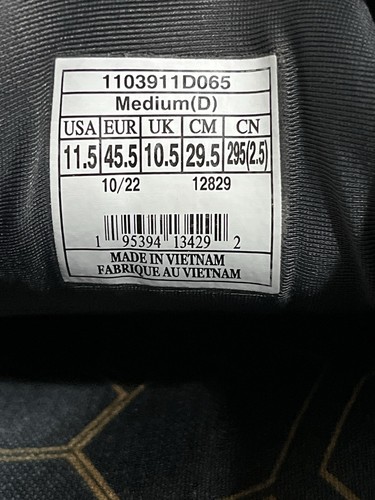 1103911D065
Medium(D)
USA EUR UK CM CN
11.5 45.5 10.5 29.5 295(2.5)
10/22 12829
1 95394 13429 2
MADE IN VIETNAM
FABRIQUE AU VIETNAM